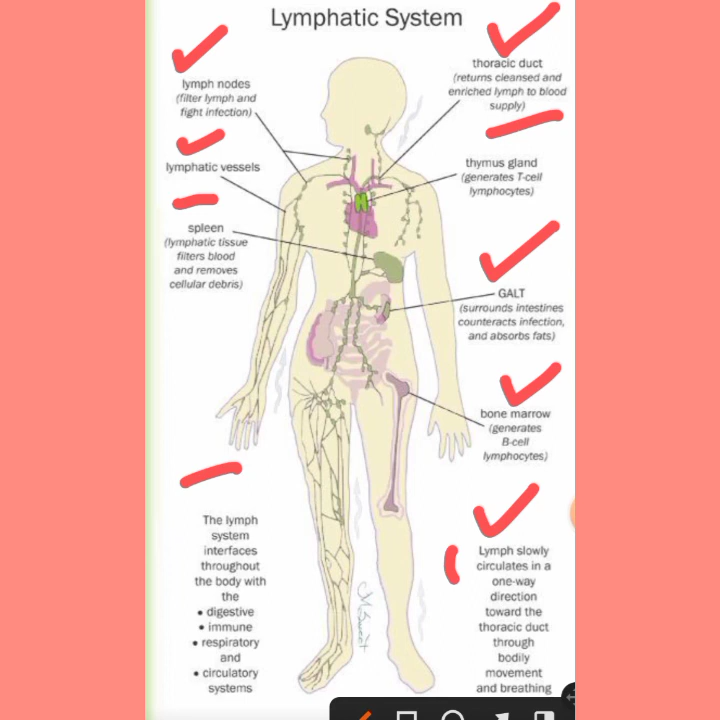 Lymphatic System
lymph nodes
(filter lymph and
fight infection)
lymphatic vessels
spleen
(lymphatic tissue
filters blood
and removes
cellular debris)
The lymph
system
interfaces
throughout
the body with
the
• digestive
• immune
• respiratory
and
• circulatory
systems
thoracic duct
(returns cleansed and
enriched lymph to blood
supply)
thymus gland
(generates T-cell
lymphocytes)
GALT
(surrounds intestines
counteracts infection,
and absorbs fats)
bone marrow
(generates
B-cell
lymphocytes)
Lymph slowly
circulates in a
one-way
direction
toward the
thoracic duct
through
bodily
movement
and breathing